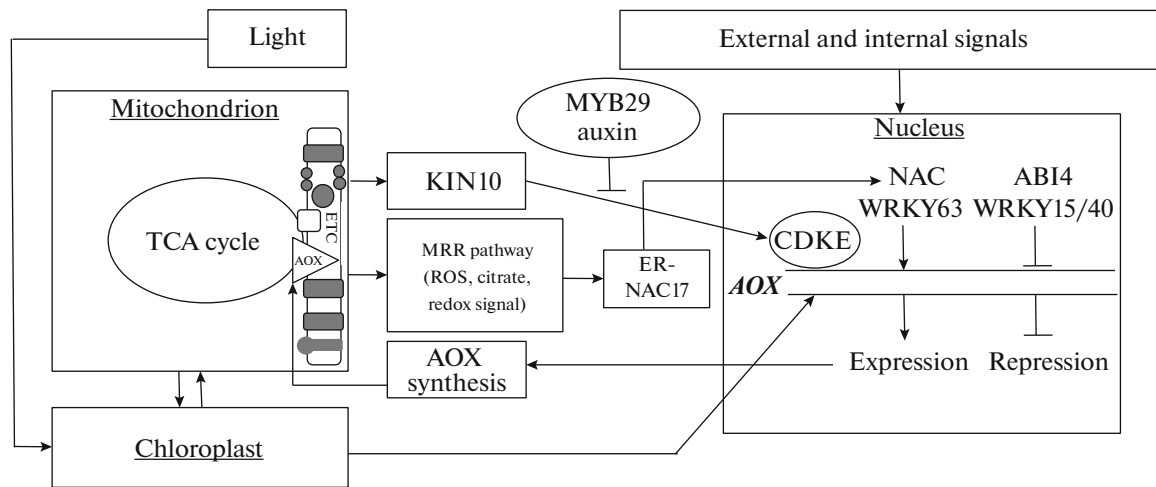 Light
External and internal signals
Mitochondrion
TCA cycle
ETC
AOX
KIN10
MRR pathway
(ROS, citrate,
redox signal)
AOX
synthesis
MYB29
auxin
ER-
NAC17
Nucleus
NAC
WRKY63
ABI4
WRKY15/40
CDKE
AOX
Expression
Repression
Chloroplast